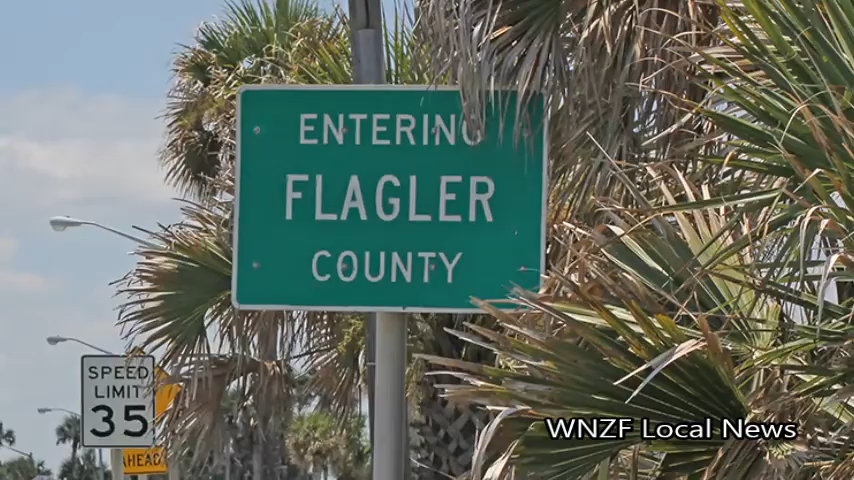 ENTERING
FLAGLER
COUNTY
SPEED
LIMIT
35
AHEAD
WNZF Local News